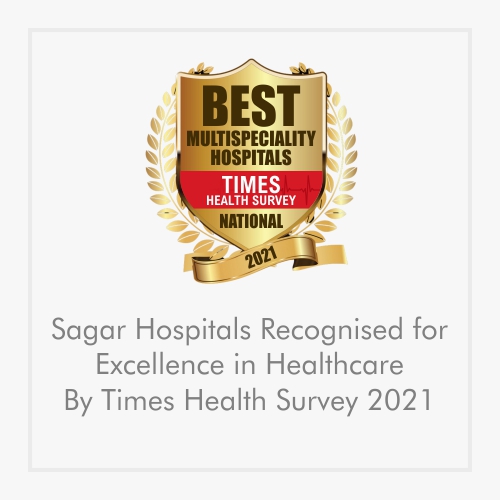 BEST
MULTISPECIALITY
HOSPITALS
TIMES
HEALTH SURVEY
NATIONAL
2021
Sagar Hospitals Recognised for
Excellence in Healthcare
By Times Health Survey 2021